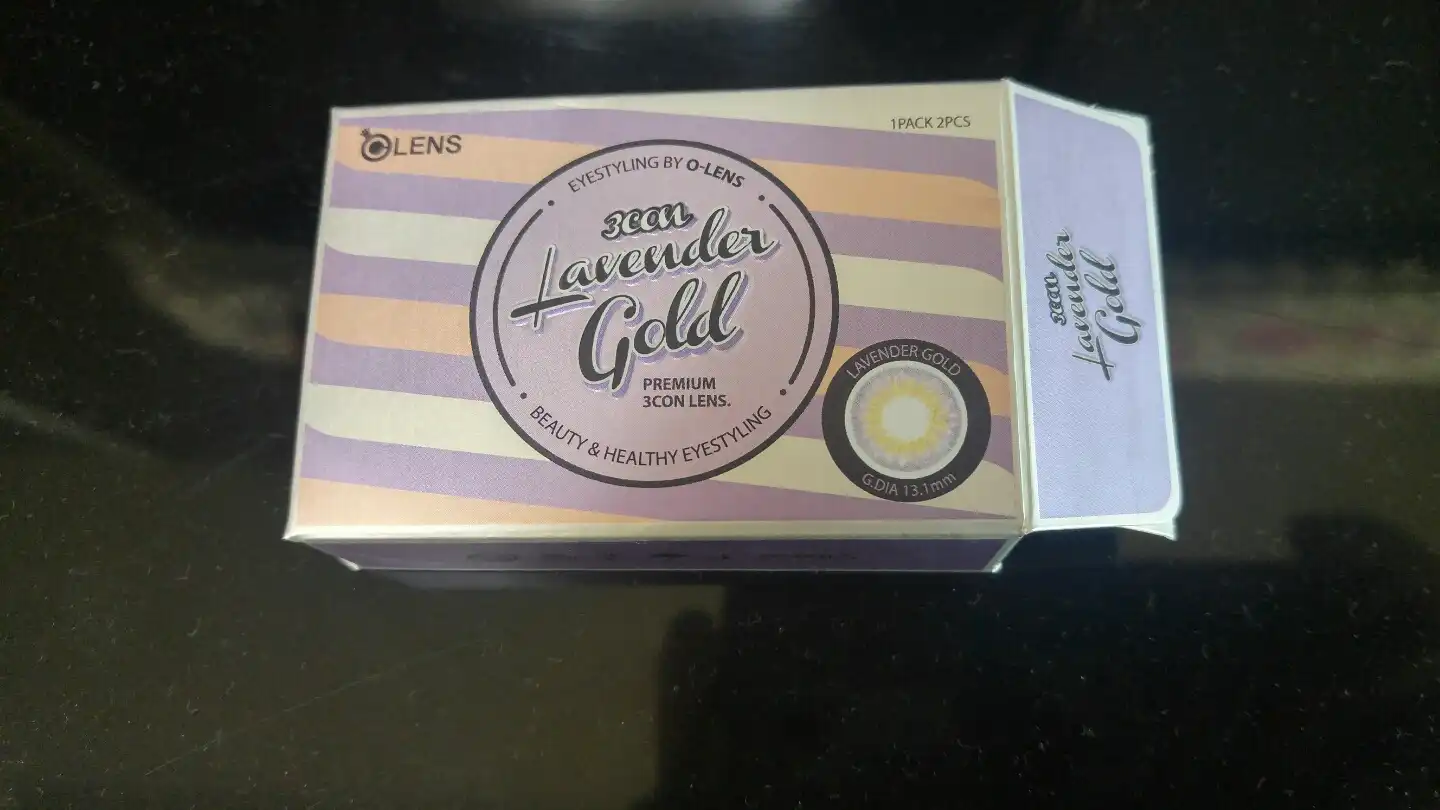 OLENS
1PACK 2PCS
EYESTYLING BY O-LENS
3con
Lavender
Gold
PREMIUM
3CON LENS.
BEAUTY & HEALTHY EYESTYLING
LAVENDER GOLD
G.DIA 13.1mm
3con
Lavender
Gold